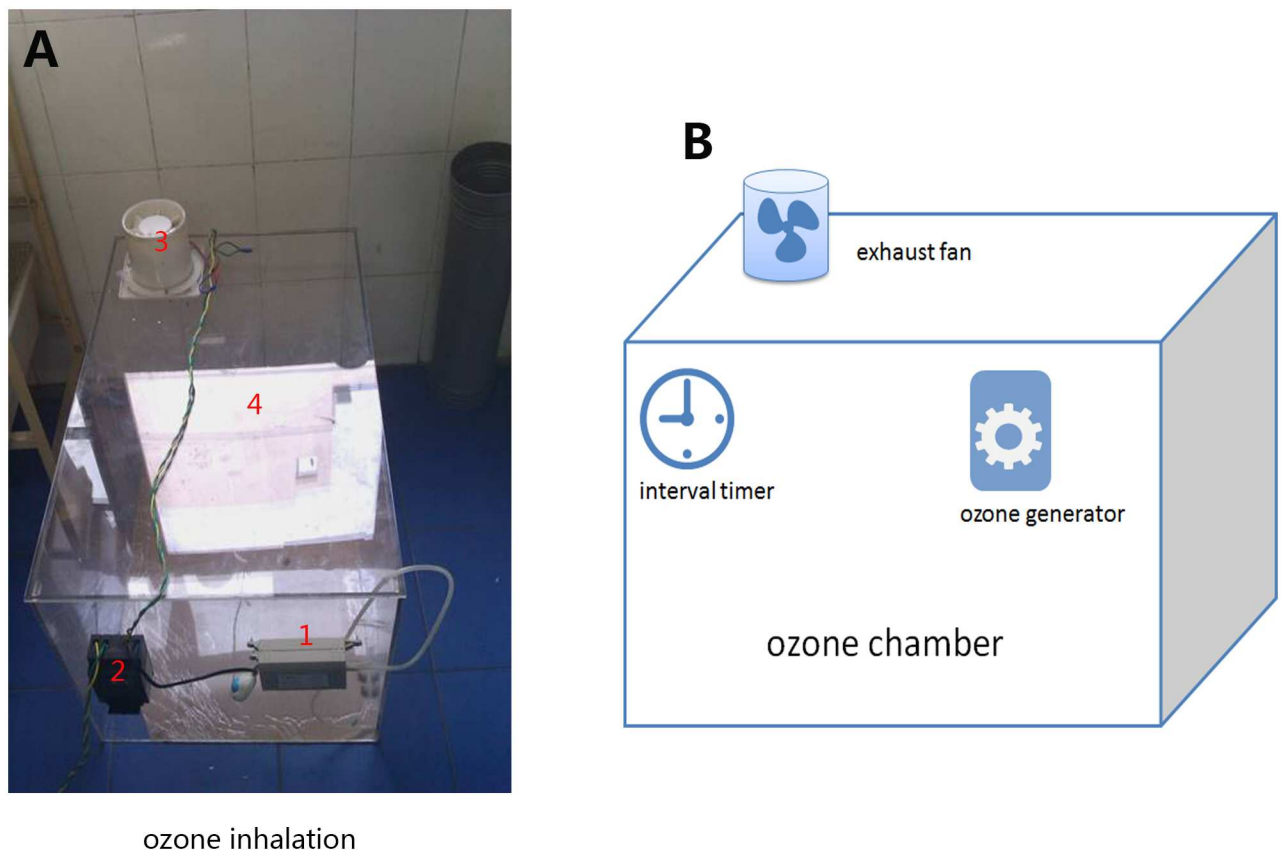 A
3
4
1
2
ozone inhalation
B
exhaust fan
interval timer
ozone generator
ozone chamber